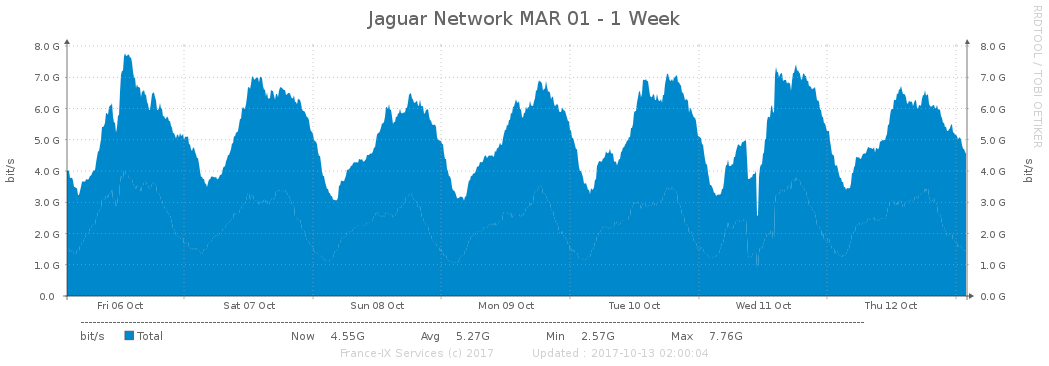 Jaguar Network MAR 01 - 1 Week
RRDTOOL / TOBI OETIKER
8.0 G 8.0 G
7.0 G 7.0 G
6.0 G 6.0 G
5.0 G 5.0 G
4.0 G 4.0 G
3.0 G 3.0 G
2.0 G 2.0 G
1.0 G 1.0 G
0.0 0.0 G
bit/s
bit/s
Fri 06 Oct Sat 07 Oct Sun 08 Oct Mon 09 Oct Tue 10 Oct Wed 11 Oct Thu 12 Oct
bit/s Total Now 4.55G Avg 5.27G Min 2.57G Max 7.76G
France-IX Services (c) 2017 Updated : 2017-10-13 02:00:04